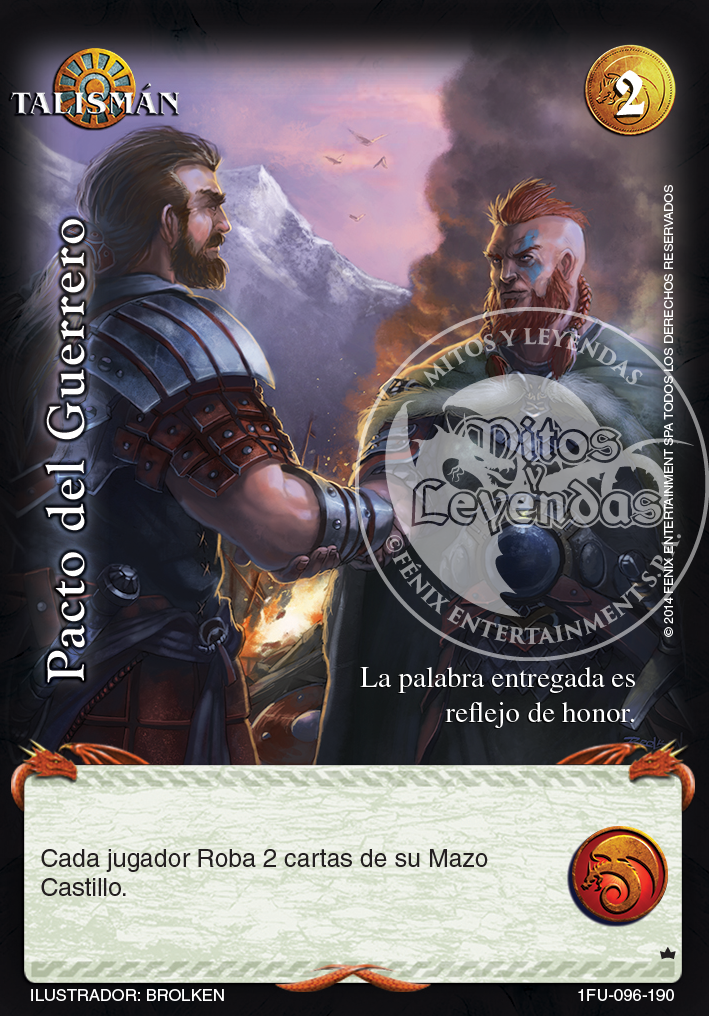 TALISMÁN
2
Pacto del Guerrero
© 2014 FÉNIX ENTERTAINMENT SPA TODOS LOS DERECHOS RESERVADOS
MITOS Y LEYENDAS
Mitos
y
Leyendas
© FÉNIX ENTERTAINMENT S.P.A.
La palabra entregada es
reflejo de honor.
Cada jugador Roba 2 cartas de su Mazo
Castillo.
ILUSTRADOR: BROLKEN
1FU-096-190